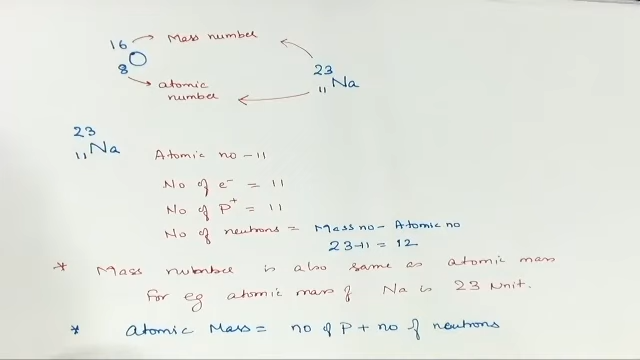 16 Mass number
O
8 atomic number
23
11 Na
23
11 Na Atomic no - 11
No of e⁻ = 11
No of P⁺ = 11
No of neutrons = Mass no - Atomic no
23-11 = 12
* Mass number is also same as atomic mass
For eg atomic mass of Na is 23 Unit.
* Atomic Mass = no of P + no of neutrons